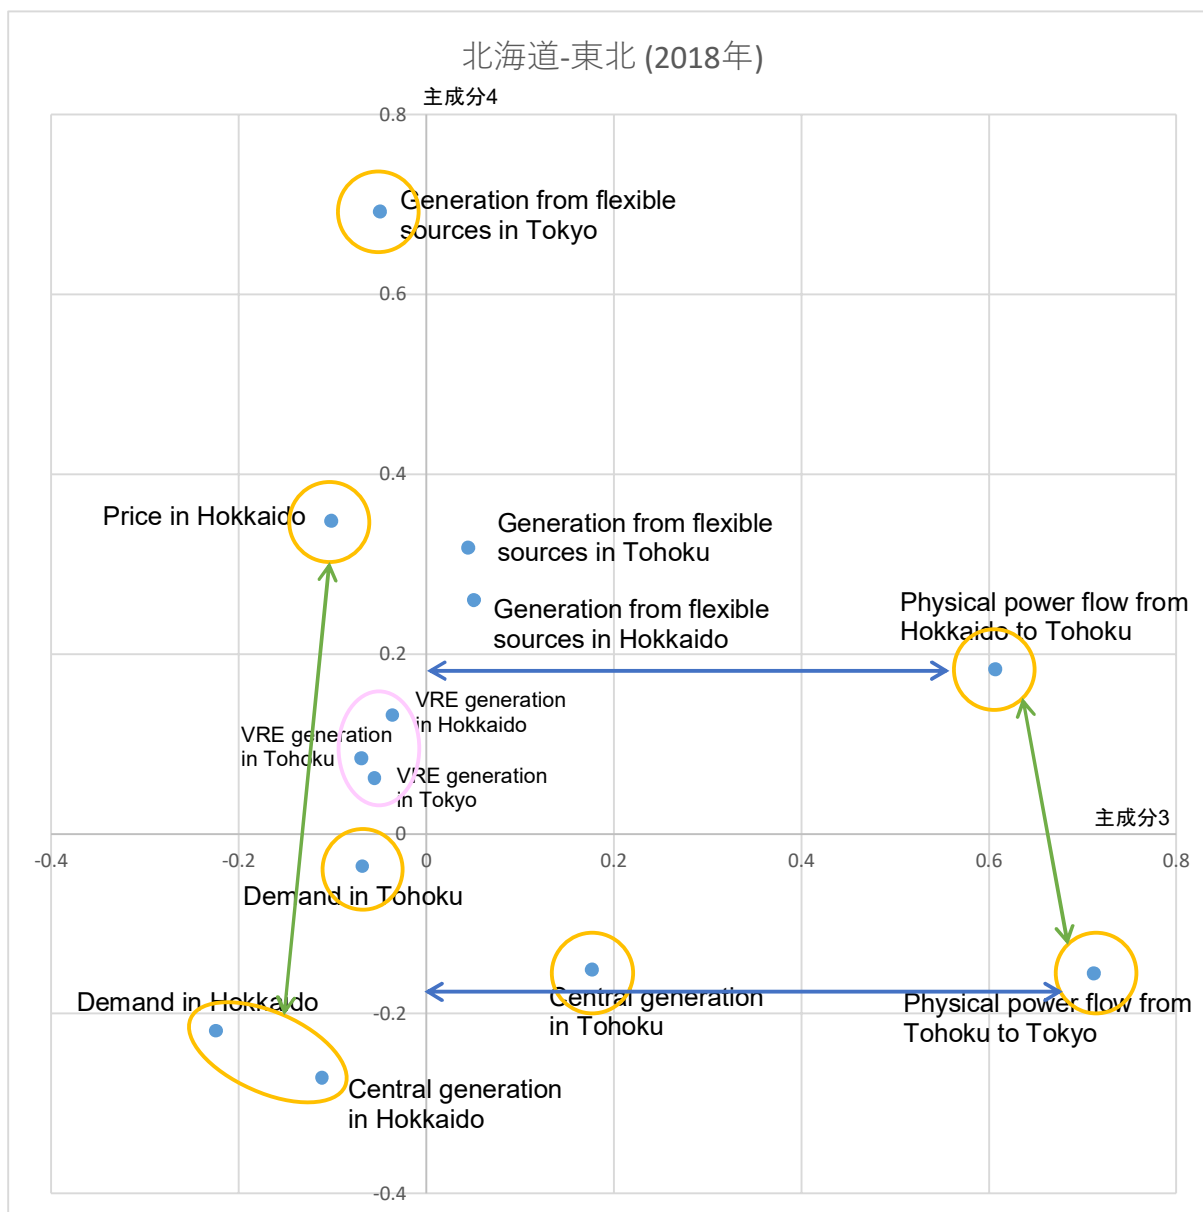 北海道-東北 (2018年)
主成分4
0.8
Generation from flexible
sources in Tokyo
0.6
0.4
Price in Hokkaido
Generation from flexible
sources in Tohoku
Generation from flexible
sources in Hokkaido
Physical power flow from
Hokkaido to Tohoku
0.2
VRE generation
in Hokkaido
VRE generation
in Tohoku
VRE generation
in Tokyo
主成分3
0
-0.4
-0.2
0
0.2
0.4
0.6
0.8
Demand in Tohoku
Demand in Hokkaido
-0.2
Central generation
in Tohoku
Physical power flow from
Tohoku to Tokyo
Central generation
in Hokkaido
-0.4